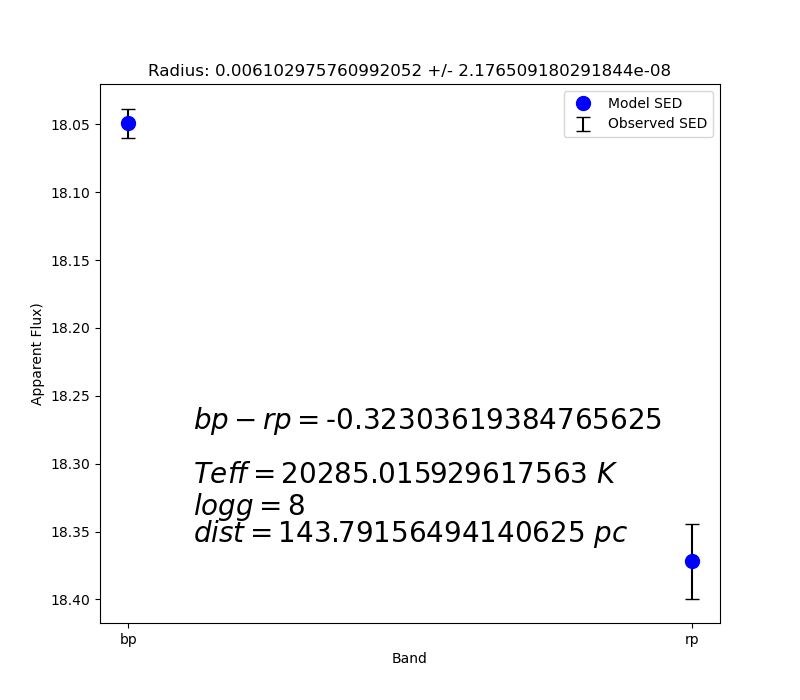 Radius: 0.006102975760992052 +/- 2.176509180291844e-08
Model SED
Observed SED
18.05
18.10
18.15
18.20
18.25
18.30
18.35
18.40
Apparent Flux)
bp − rp = -0.32303619384765625
Teff = 20285.015929617563 K
logg = 8
dist = 143.79156494140625 pc
bp
rp
Band